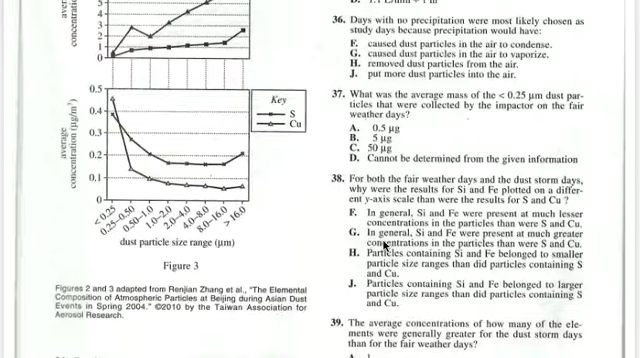 4
3
2
1
0
average
concentration (µg/m³)
0.5
0.4
0.3
0.2
0.1
0
Key
S
Cu
< 0.25
0.25–0.50
0.50–1.0
1.0–2.0
2.0–4.0
4.0–8.0
8.0–16.0
> 16.0
dust particle size range (µm)
Figure 3
Figures 2 and 3 adapted from Renjian Zhang et al., "The Elemental
Composition of Atmospheric Particles at Beijing during Asian Dust
Events in Spring 2004." ©2010 by the Taiwan Association for
Aerosol Research.
36. Days with no precipitation were most likely chosen as
study days because precipitation would have:
F. caused dust particles in the air to condense.
G. caused dust particles in the air to vaporize.
H. removed dust particles from the air.
J. put more dust particles into the air.
37. What was the average mass of the < 0.25 µm dust par-
ticles that were collected by the impactor on the fair
weather days?
A. 0.5 µg
B. 5 µg
C. 50 µg
D. Cannot be determined from the given information
38. For both the fair weather days and the dust storm days,
why were the results for Si and Fe plotted on a differ-
ent y-axis scale than were the results for S and Cu ?
F. In general, Si and Fe were present at much lesser
concentrations in the particles than were S and Cu.
G. In general, Si and Fe were present at much greater
concentrations in the particles than were S and Cu.
H. Particles containing Si and Fe belonged to smaller
particle size ranges than did particles containing S
and Cu.
J. Particles containing Si and Fe belonged to larger
particle size ranges than did particles containing S
and Cu.
39. The average concentrations of how many of the ele-
ments were generally greater for the dust storm days
than for the fair weather days?